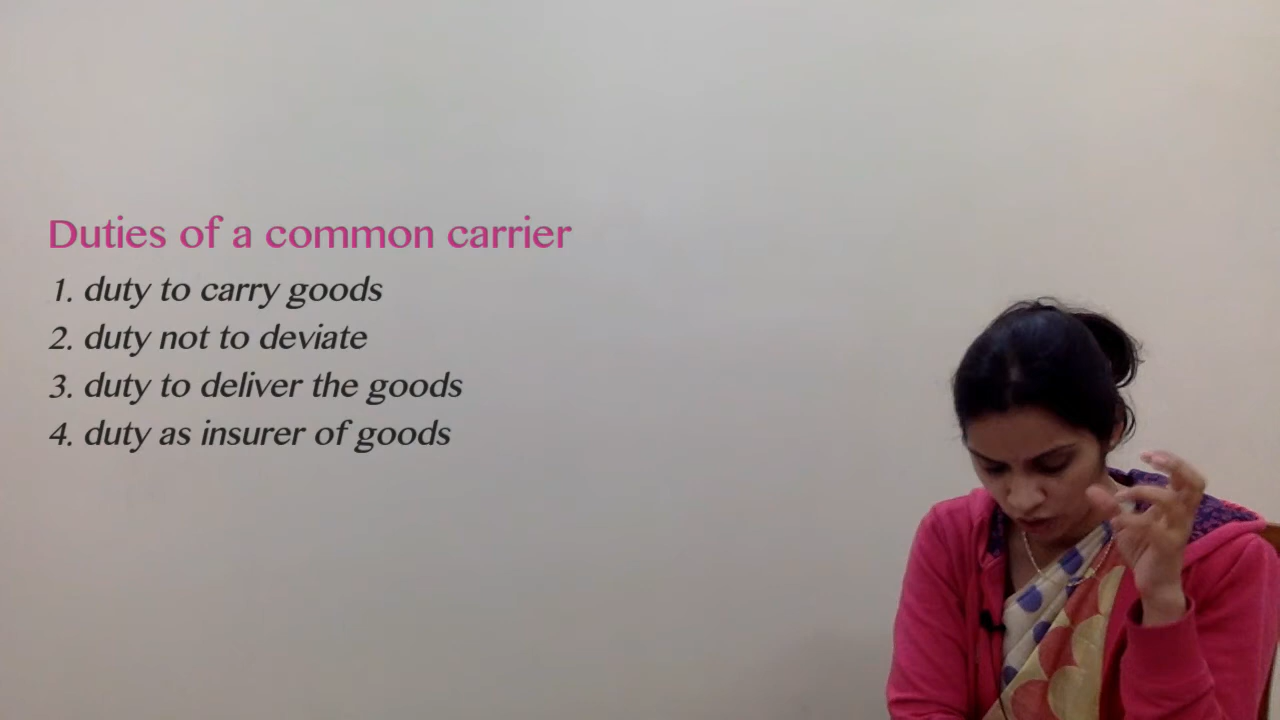 Duties of a common carrier
1. duty to carry goods
2. duty not to deviate
3. duty to deliver the goods
4. duty as insurer of goods